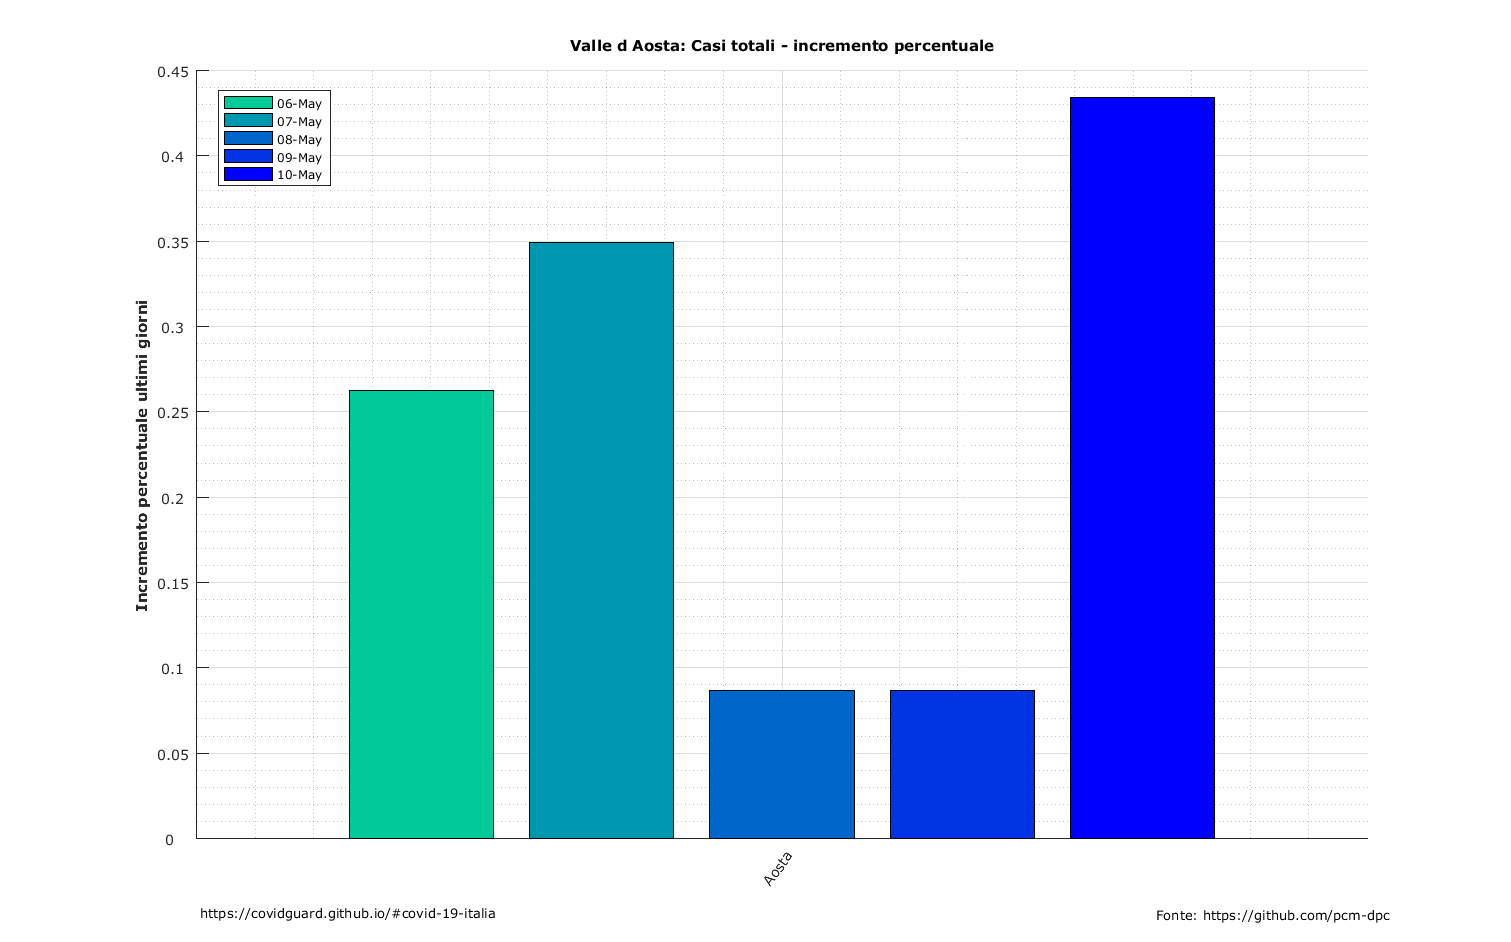 Valle d Aosta: Casi totali - incremento percentuale
0.45
0.4
0.35
0.3
0.25
0.2
0.15
0.1
0.05
0
Incremento percentuale ultimi giorni
06-May
07-May
08-May
09-May
10-May
Aosta
https://covidguard.github.io/#covid-19-italia
Fonte: https://github.com/pcm-dpc